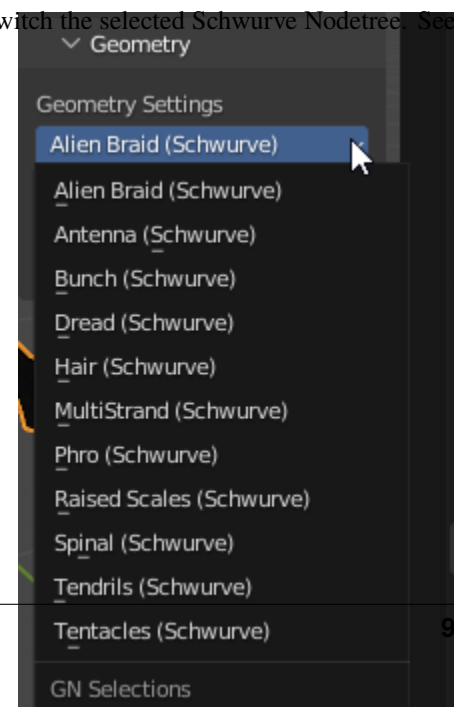 witch the selected Schwurve Nodetree. See
Geometry
Geometry Settings
Alien Braid (Schwurve)
Alien Braid (Schwurve)
Antenna (Schwurve)
Bunch (Schwurve)
Dread (Schwurve)
Hair (Schwurve)
MultiStrand (Schwurve)
Phro (Schwurve)
Raised Scales (Schwurve)
Spinal (Schwurve)
Tendrils (Schwurve)
9
Tentacles (Schwurve)
GN Selections